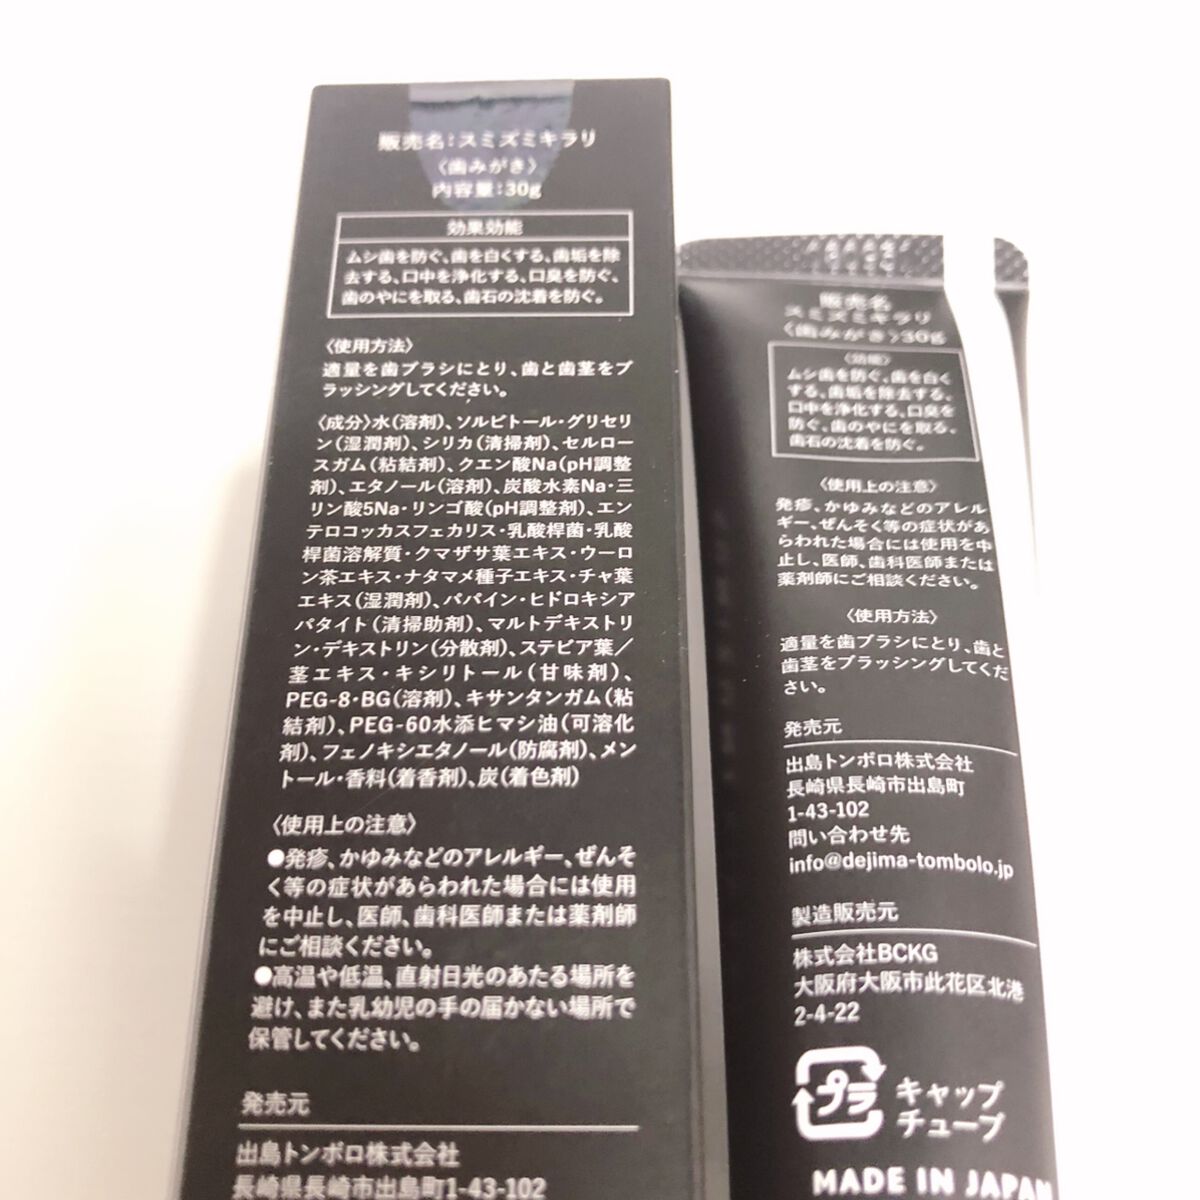 販売名:スミズミキラリ
〈歯みがき〉
内容量:30g
効果効能
ムシ歯を防ぐ、歯を白くする、歯垢を除
去する、口中を浄化する、口臭を防ぐ、
歯のやにを取る、歯石の沈着を防ぐ。
〈使用方法〉
適量を歯ブラシにとり、歯と歯茎をブ
ラッシングしてください。
〈成分〉水(溶剤)、ソルビトール・グリセリ
ン(湿潤剤)、シリカ(清掃剤)、セルロー
スガム(粘結剤)、クエン酸Na(pH調整
剤)、エタノール(溶剤)、炭酸水素Na・三
リン酸5Na・リンゴ酸(pH調整剤)、エン
テロコッカスフェカリス・乳酸桿菌・乳酸
桿菌溶解質・クマザサ葉エキス・ウーロ
ン茶エキス・ナタマメ種子エキス・チャ葉
エキス(湿潤剤)、パパイン・ヒドロキシア
パタイト(清掃助剤)、マルトデキストリ
ン・デキストリン(分散剤)、ステビア葉/
茎エキス・キシリトール(甘味剤)、
PEG-8・BG(溶剤)、キサンタンガム(粘
結剤)、PEG-60水添ヒマシ油(可溶化
剤)、フェノキシエタノール(防腐剤)、メン
トール・香料(着香剤)、炭(着色剤)
〈使用上の注意〉
●発疹、かゆみなどのアレルギー、ぜんそ
く等の症状があらわれた場合には使用
を中止し、医師、歯科医師または薬剤師
にご相談ください。
●高温や低温、直射日光のあたる場所を
避け、また乳幼児の手の届かない場所で
保管してください。
発売元
出島トンボロ株式会社
長崎県長崎市出島町1-43-102
販売名
スミズミキラリ
〈歯みがき〉30g
〈効能〉
ムシ歯を防ぐ、歯を白く
する、歯垢を除去する、
口中を浄化する、口臭を
防ぐ、歯のやにを取る、
歯石の沈着を防ぐ。
〈使用上の注意〉
発疹、かゆみなどのアレル
ギー、ぜんそく等の症状があ
らわれた場合には使用を中
止し、医師、歯科医師または
薬剤師にご相談ください。
〈使用方法〉
適量を歯ブラシにとり、歯と
歯茎をブラッシングしてくだ
さい。
発売元
出島トンボロ株式会社
長崎県長崎市出島町
1-43-102
問い合わせ先
info@dejima-tombolo.jp
製造販売元
株式会社BCKG
大阪府大阪市此花区北港
2-4-22
プラ
キャップ
チューブ
MADE IN JAPAN